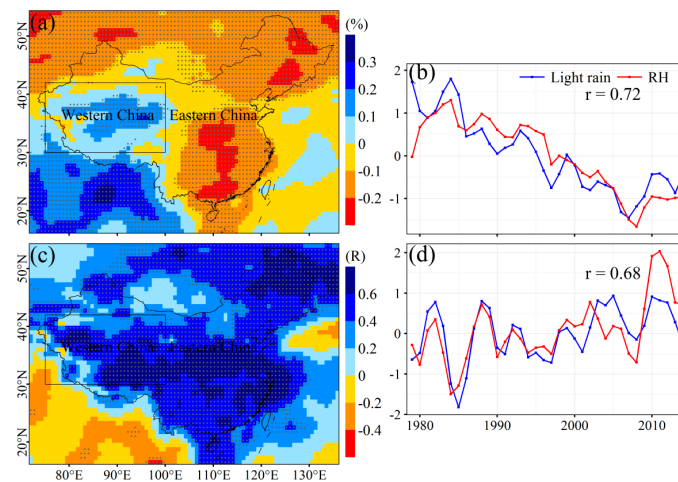 (a)
50°N
40°N
30°N
20°N
Western China
Eastern China
(%)
0.3
0.2
0.1
0
-0.1
-0.2
(b)
Light rain
RH
r = 0.72
2
1
0
-1
(c)
50°N
40°N
30°N
20°N
80°E
90°E
100°E
110°E
120°E
130°E
(R)
0.6
0.4
0.2
0
-0.2
-0.4
(d)
r = 0.68
2
1
0
-1
-2
1980
1990
2000
2010